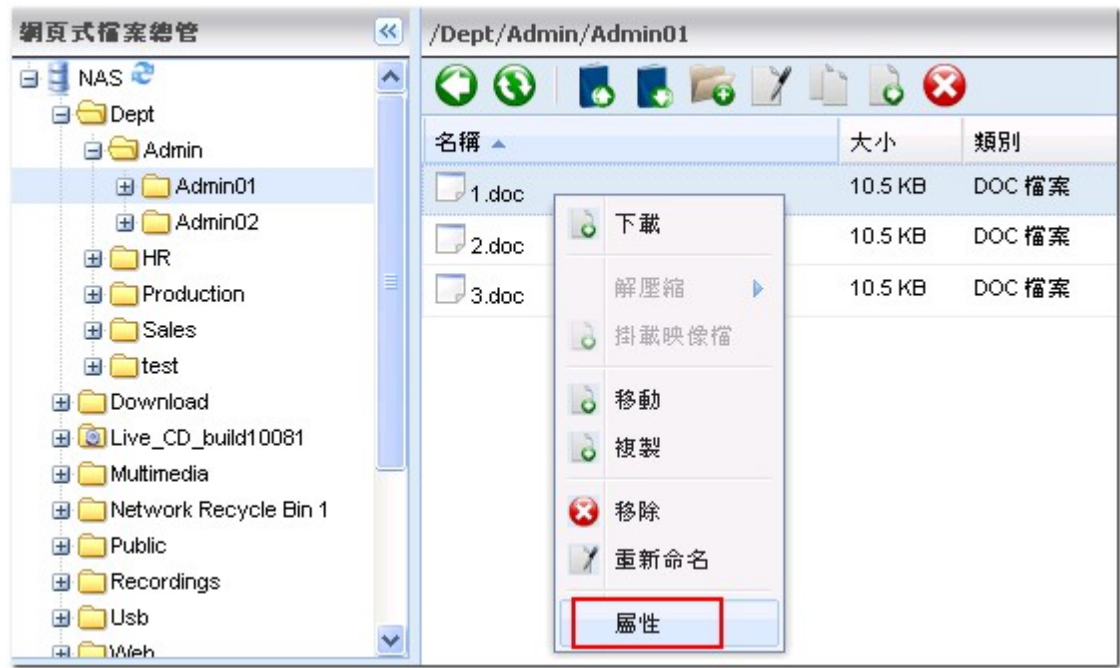 網頁式檔案總管
NAS
Dept
Admin
Admin01
Admin02
HR
Production
Sales
test
Download
Live_CD_build10081
Multimedia
Network Recycle Bin 1
Public
Recordings
Usb
Web
/Dept/Admin/Admin01
名稱 大小 類別
1.doc 10.5 KB DOC 檔案
2.doc 10.5 KB DOC 檔案
3.doc 10.5 KB DOC 檔案
下載
解壓縮
掛載映像檔
移動
複製
移除
重新命名
屬性